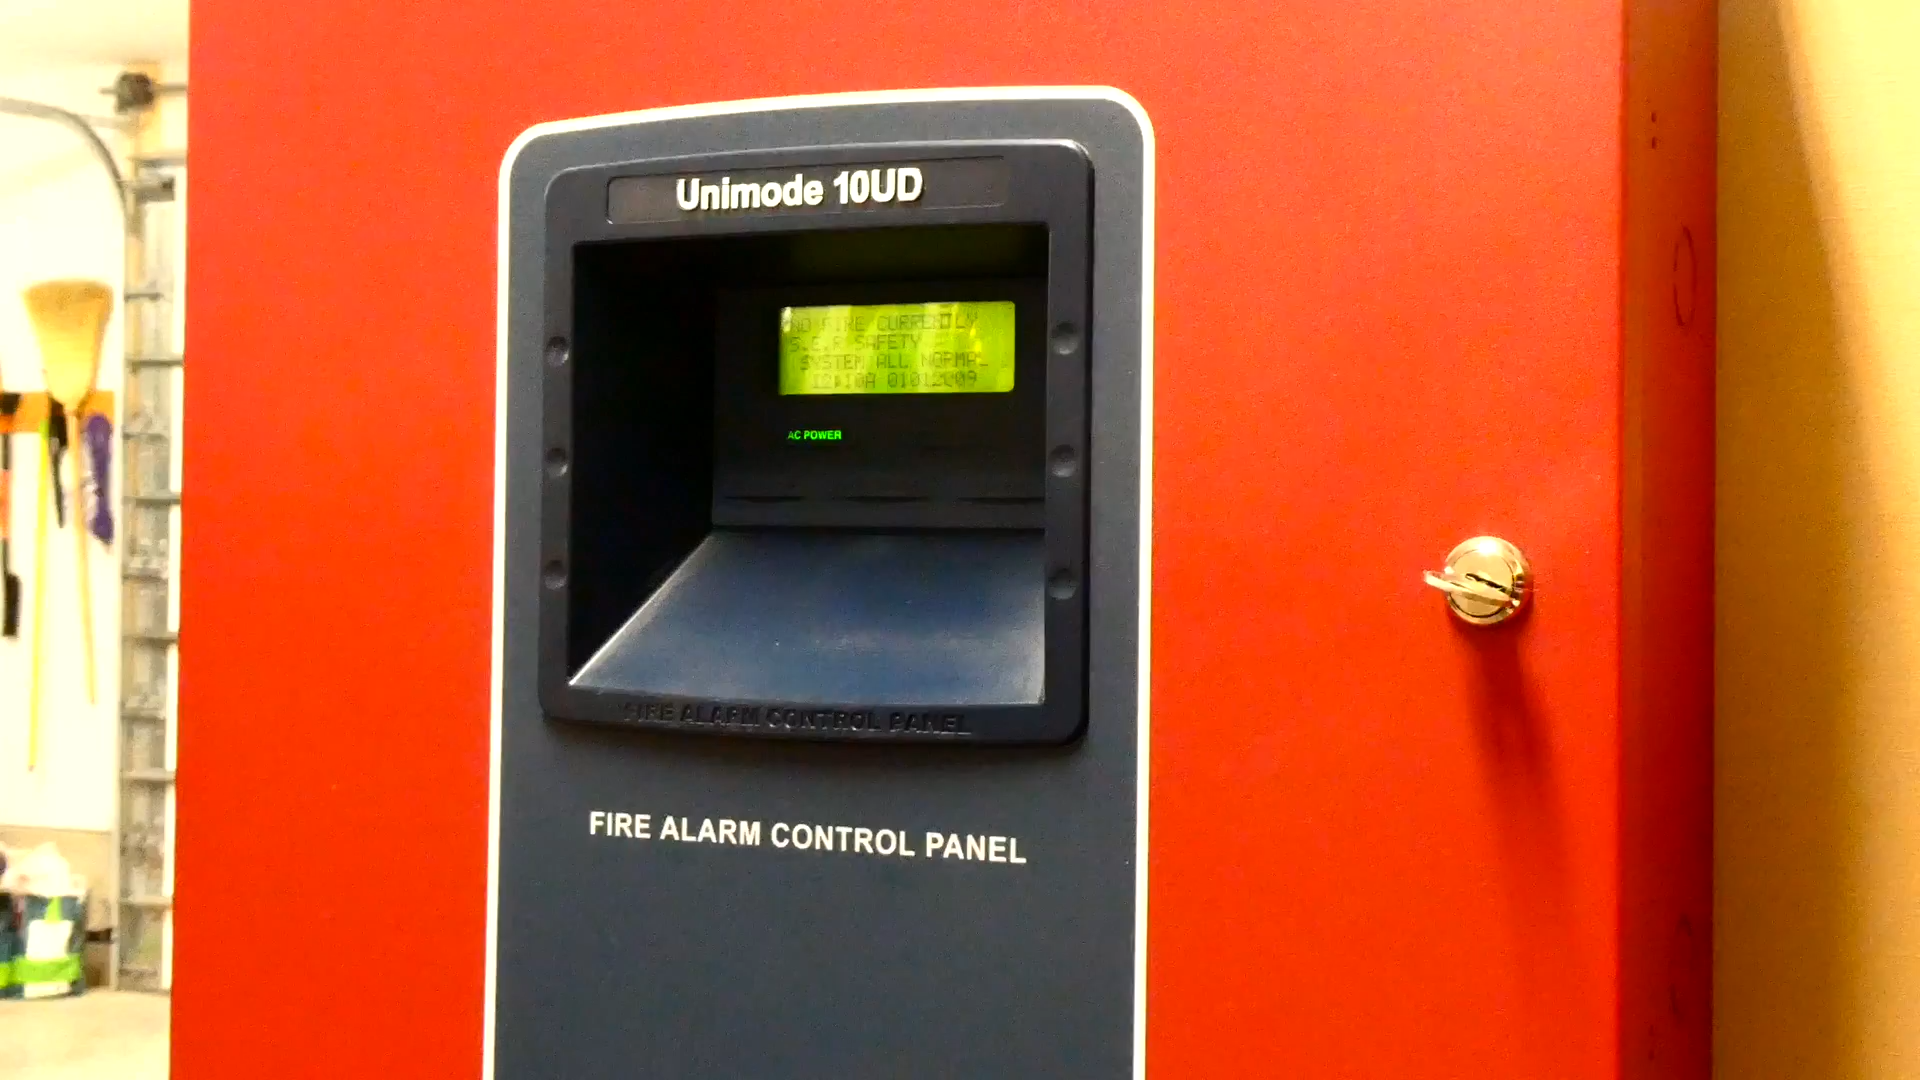 Unimode 10UD
NO FIRE CURRENTLY
S.E.R SAFETY
SYSTEM ALL NORMAL
01012009
AC POWER
FIRE ALARM CONTROL PANEL
FIRE ALARM CONTROL PANEL